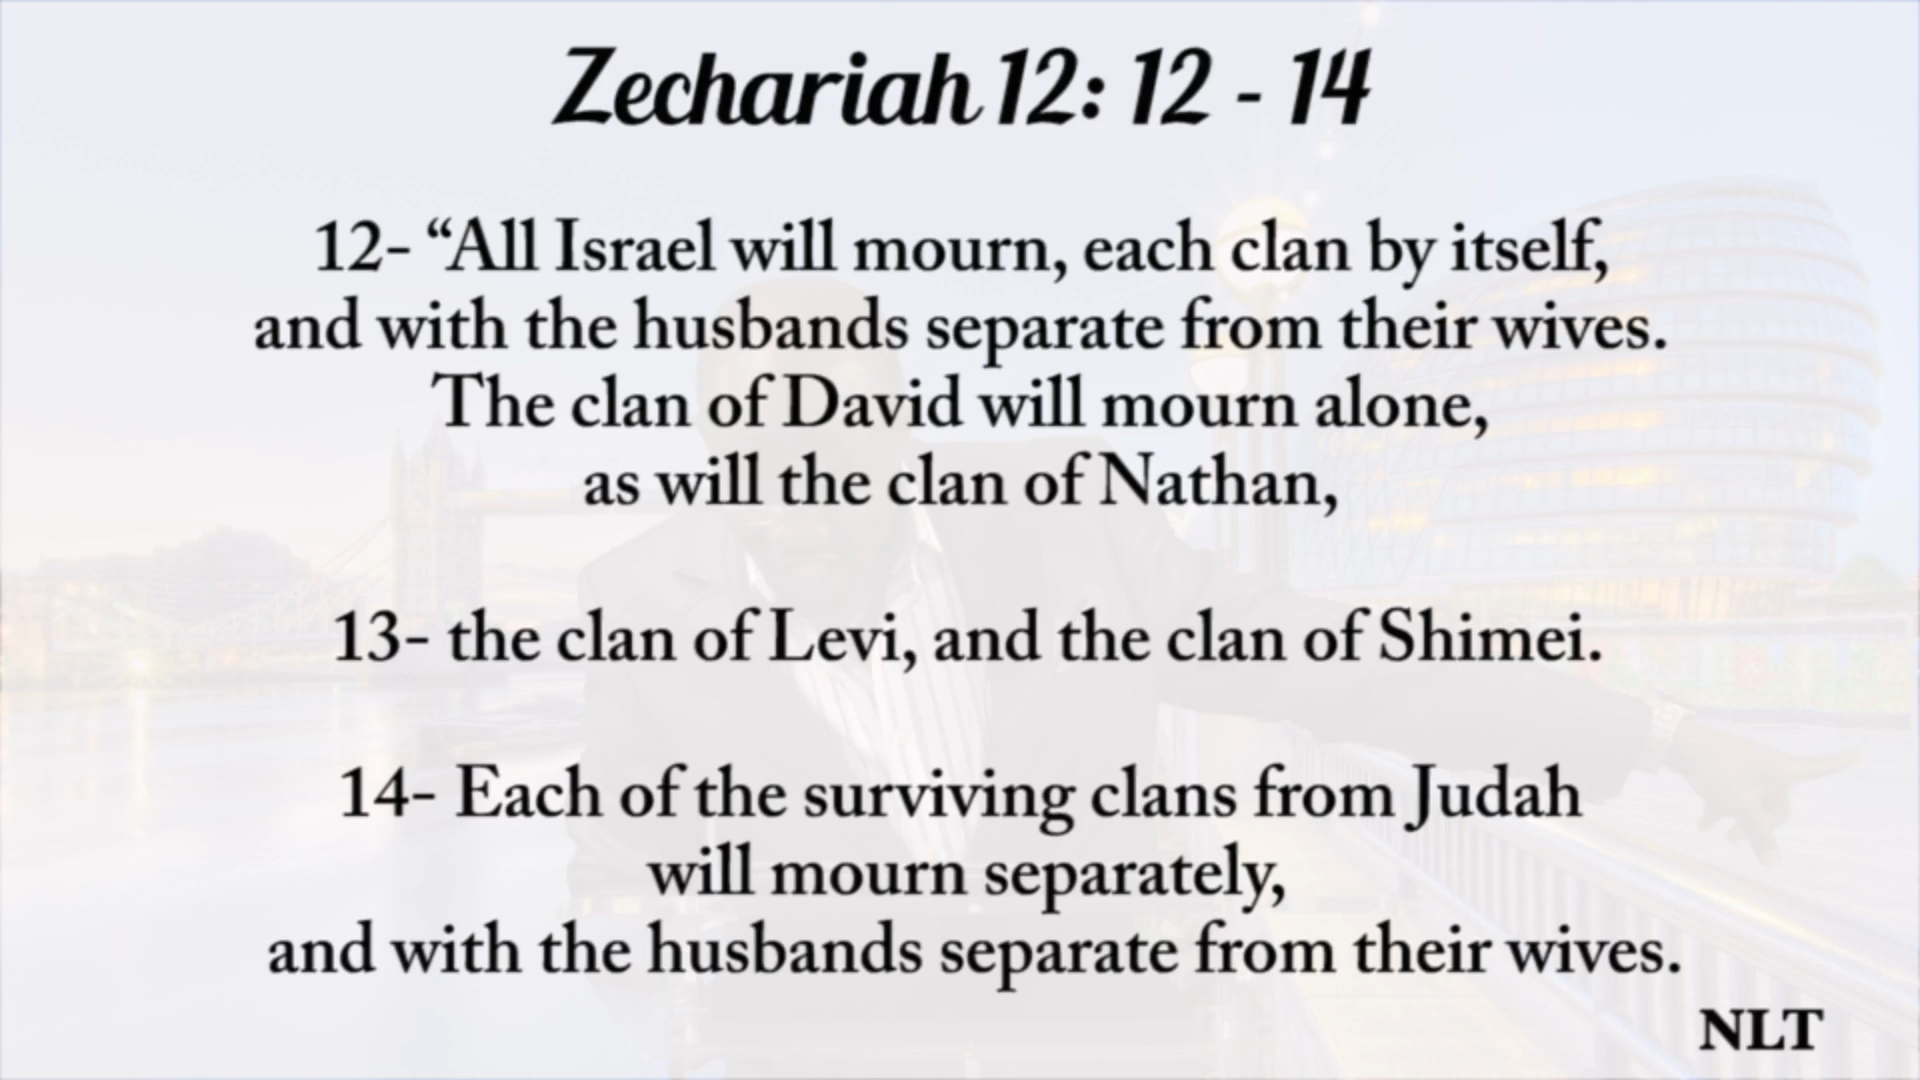 Zechariah 12: 12 - 14
12- “All Israel will mourn, each clan by itself,
and with the husbands separate from their wives.
The clan of David will mourn alone,
as will the clan of Nathan,
13- the clan of Levi, and the clan of Shimei.
14- Each of the surviving clans from Judah
will mourn separately,
and with the husbands separate from their wives.
NLT